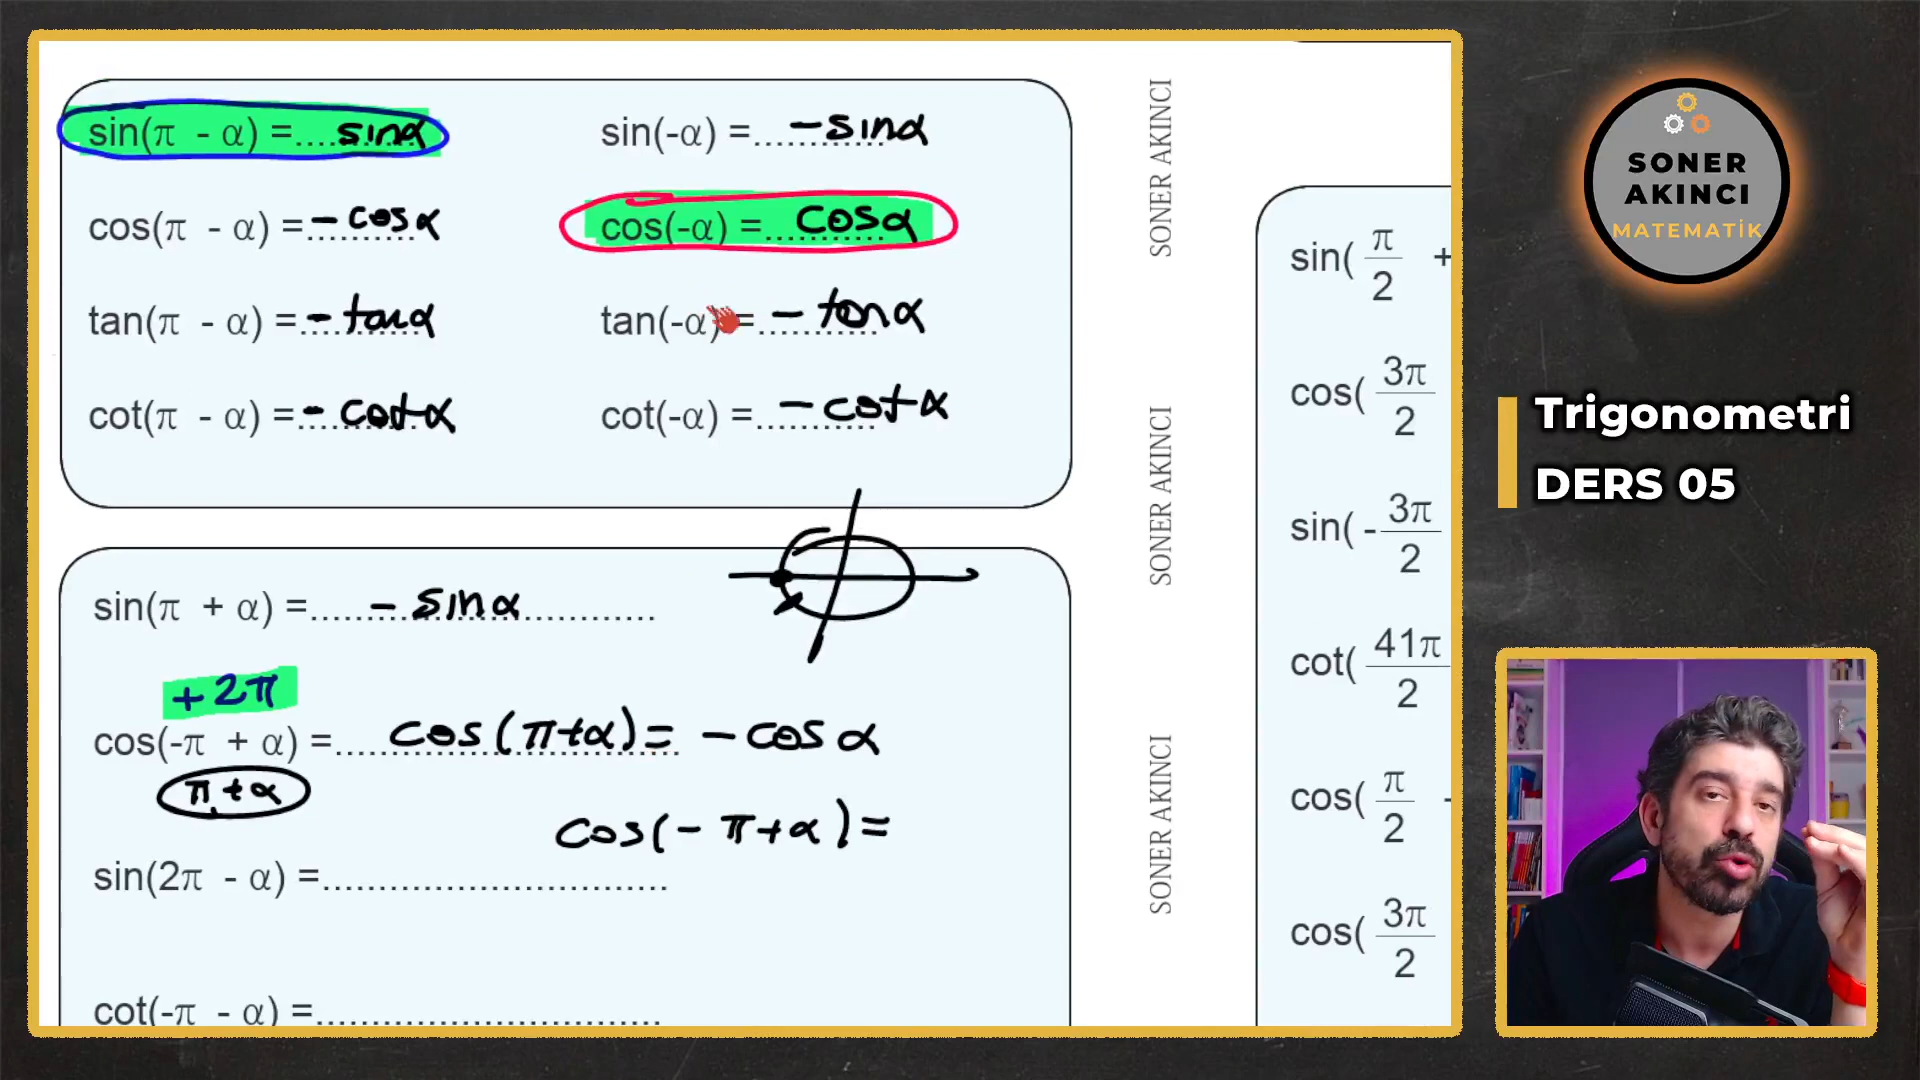 sin(π - α) =.... sinα
sin(-α) =.... -sinα
cos(π - α) = - cosα
cos(-α) =.... cosα
tan(π - α) = - tanα
tan(-α) =.... - tanα
cot(π - α) = - cotα
cot(-α) =.... - cotα
sin(π + α) =..... - sinα ............
+2π
cos(-π + α) =.... cos(π+α) = - cosα
π+α
cos(-π+α) =
sin(2π - α) =...............................
cot(-π - α) =...............................
SONER AKINCI
SONER AKINCI
SONER AKINCI
sin( π/2 +
cos( 3π/2
sin( - 3π/2
cot( 41π/2
cos( π/2 -
cos( 3π/2
SONER
AKINCI
MATEMATİK
Trigonometri
DERS 05